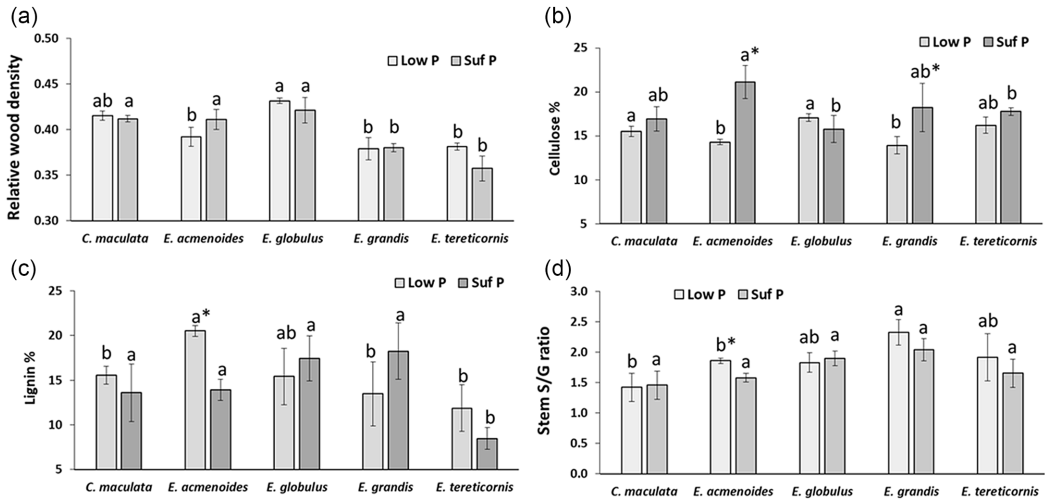 (a)
Relative wood density
0.50
0.45
0.40
0.35
0.30
Low P Suf P
ab a b a a a b b b b
C. maculata E. acmenoides E. globulus E. grandis E. tereticornis
(b)
Cellulose %
25
20
15
10
5
Low P Suf P
a ab b a* a b b ab* ab b
C. maculata E. acmenoides E. globulus E. grandis E. tereticornis
(c)
Lignin %
25
20
15
10
5
Low P Suf P
b a a* a ab a b a b b
C. maculata E. acmenoides E. globulus E. grandis E. tereticornis
(d)
Stem S/G ratio
3.0
2.5
2.0
1.5
1.0
0.5
0.0
Low P Suf P
b a b* a ab a a a ab a
C. maculata E. acmenoides E. globulus E. grandis E. tereticornis